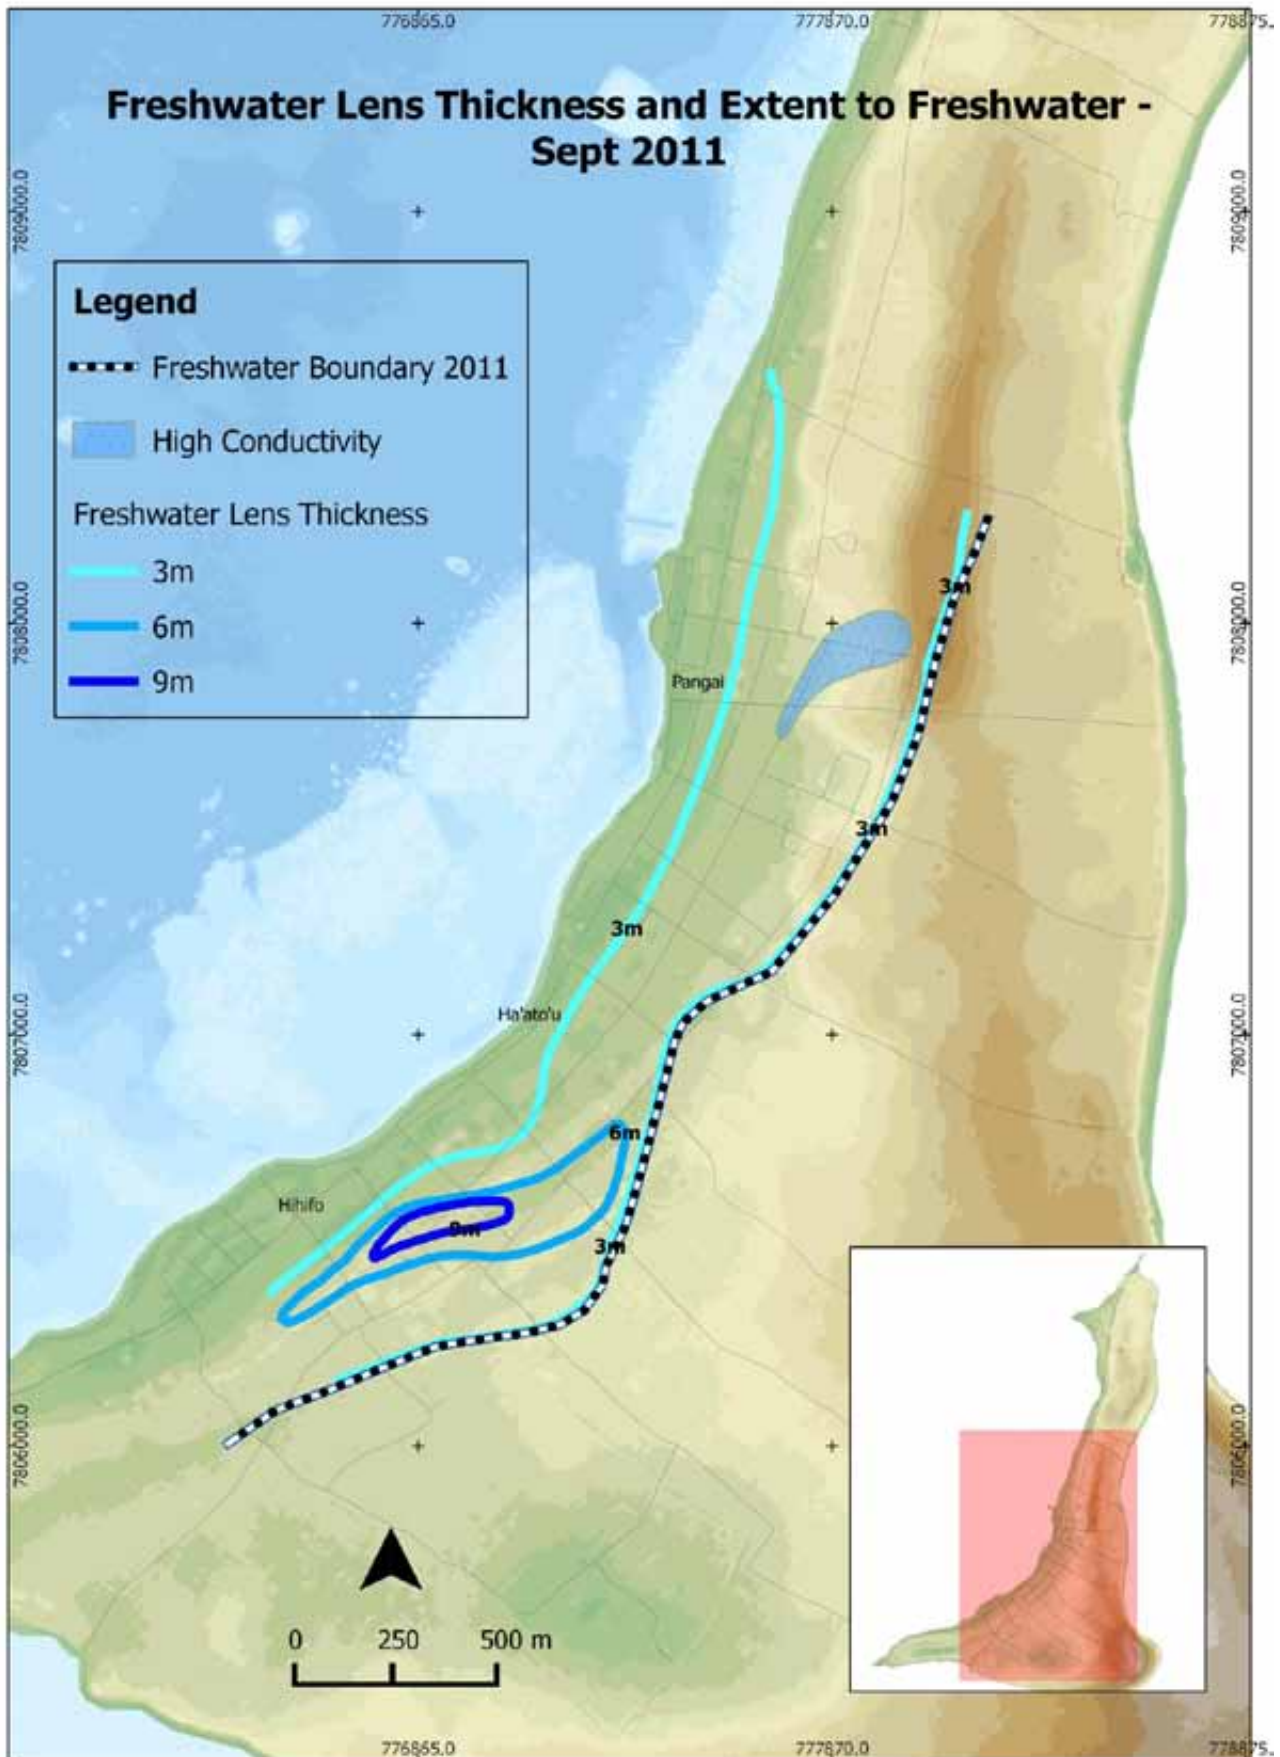 776865.0
777870.0
778875.
Freshwater Lens Thickness and Extent to Freshwater -
Sept 2011
7809000.0
7809000.0
Legend
Freshwater Boundary 2011
High Conductivity
Freshwater Lens Thickness
3m
6m
9m
3m
7808000.0
7808000.0
Pangai
3m
3m
Ha'ato'u
7807000.0
7807000.0
6m
Hihifo
9m
3m
7806000.0
7806000.0
0 250 500 m
776865.0
777870.0
778875.